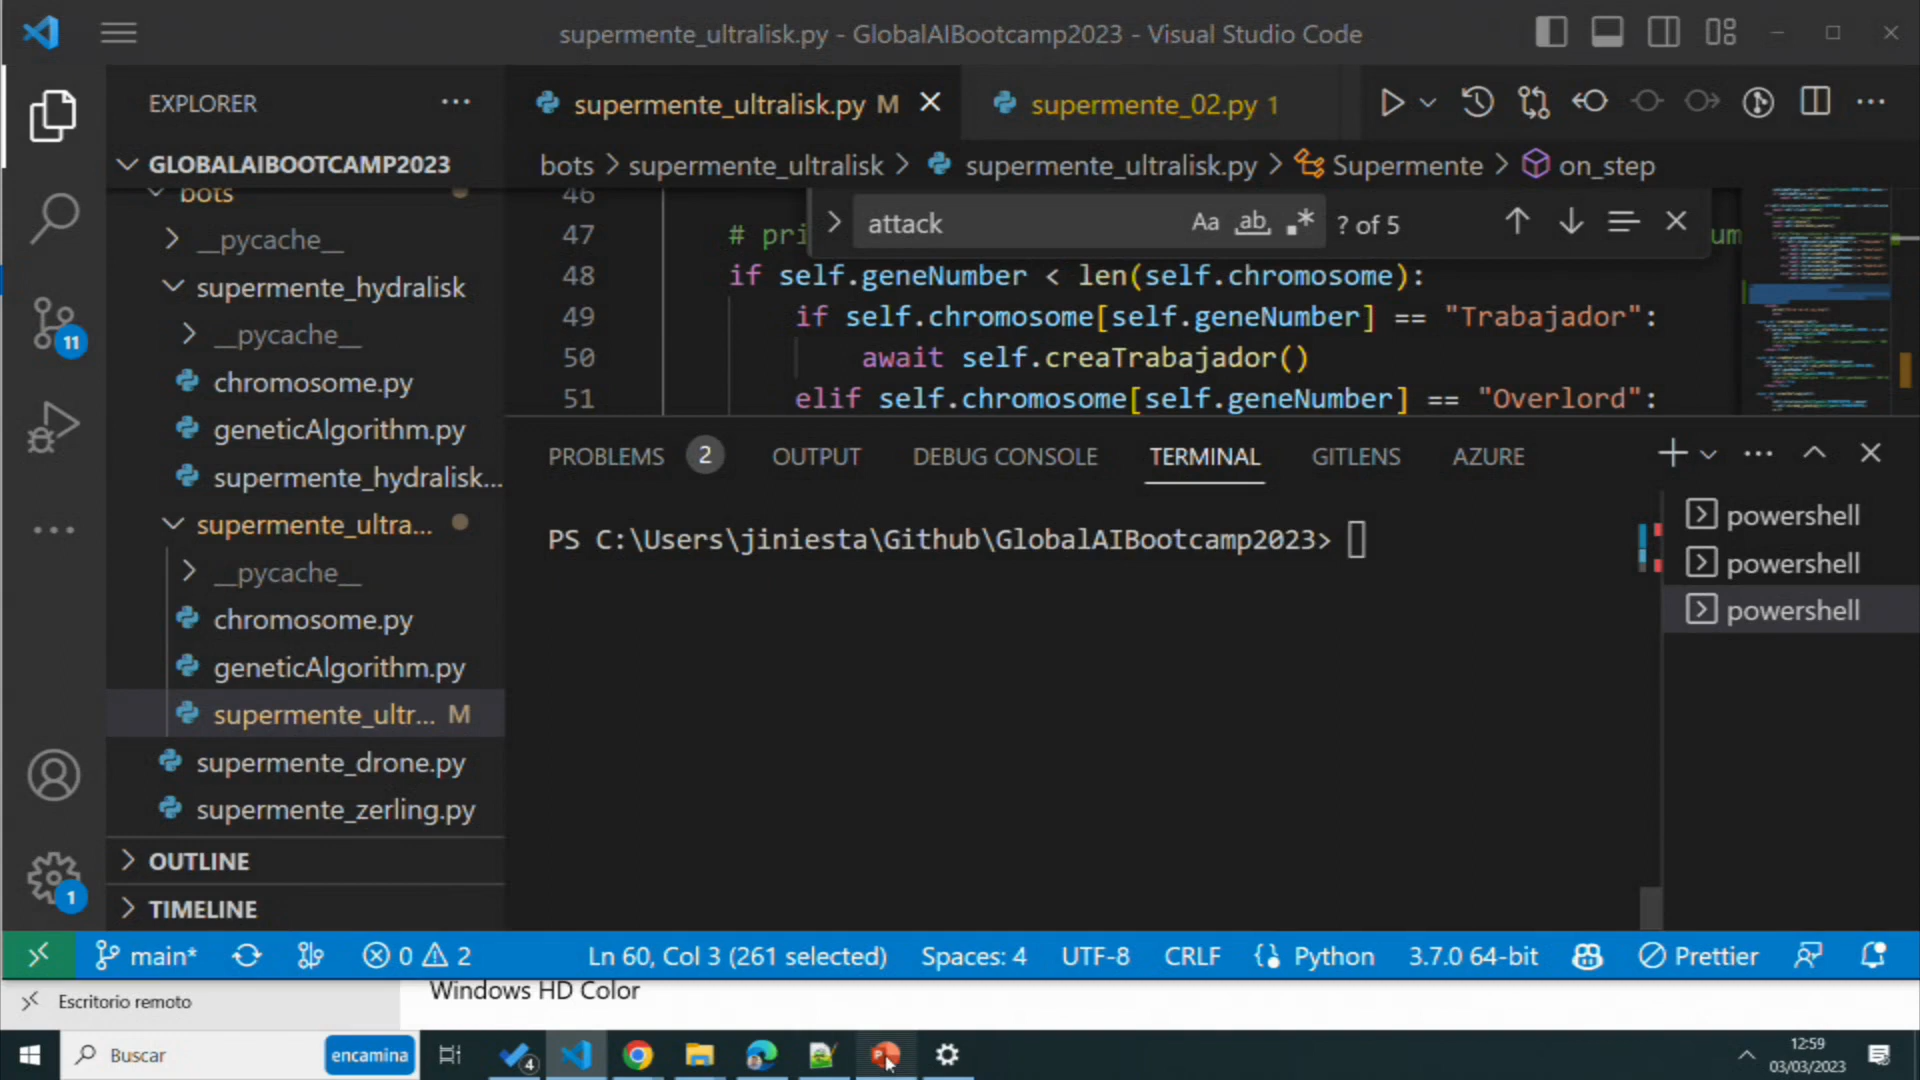 supermente_ultralisk.py - GlobalAIBootcamp2023 - Visual Studio Code
EXPLORER
supermente_ultralisk.py M
supermente_02.py 1
GLOBALAIBOOTCAMP2023
bots > supermente_ultralisk > supermente_ultralisk.py > Supermente > on_step
bots
__pycache__
supermente_hydralisk
__pycache__
chromosome.py
geneticAlgorithm.py
supermente_hydralisk...
supermente_ultra...
__pycache__
chromosome.py
geneticAlgorithm.py
supermente_ultr... M
supermente_drone.py
supermente_zerling.py
OUTLINE
TIMELINE
11
1
attack
Aa ab .* ? of 5
46
47 # pri
um
48 if self.geneNumber < len(self.chromosome):
49 if self.chromosome[self.geneNumber] == "Trabajador":
50 await self.creaTrabajador()
51 elif self.chromosome[self.geneNumber] == "Overlord":
PROBLEMS 2 OUTPUT DEBUG CONSOLE TERMINAL GITLENS AZURE
PS C:\Users\jiniesta\Github\GlobalAIBootcamp2023>
powershell
powershell
powershell
main* 0 2 Ln 60, Col 3 (261 selected) Spaces: 4 UTF-8 CRLF Python 3.7.0 64-bit Prettier
Escritorio remoto
Windows HD Color
Buscar
encamina
4
12:59
03/03/2023